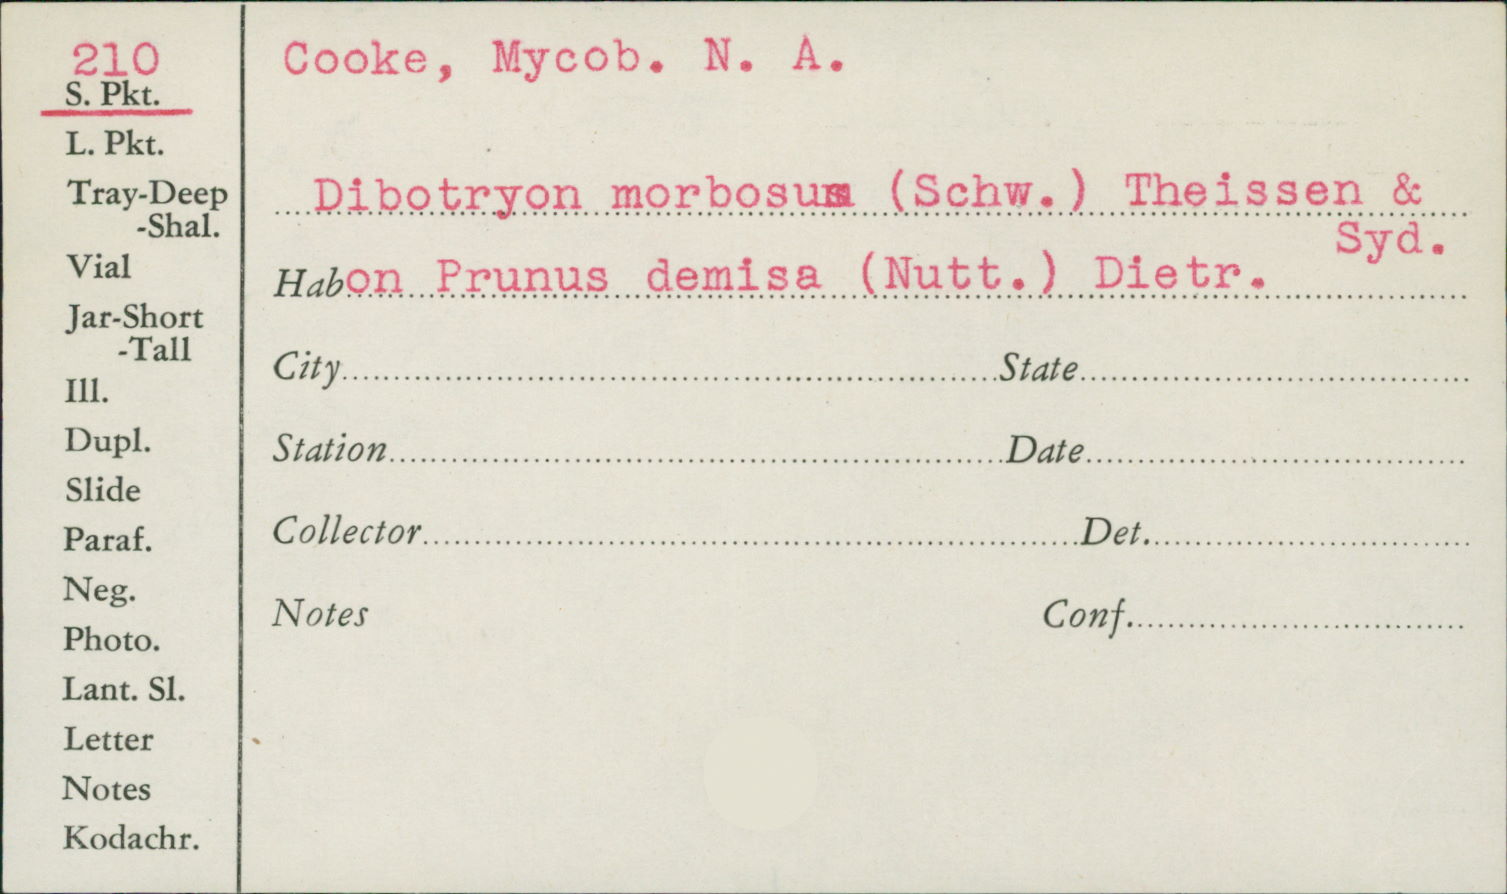 210
S. Pkt.
L. Pkt.
Tray-Deep
-Shal.
Vial
Jar-Short
-Tall
Ill.
Dupl.
Slide
Paraf.
Neg.
Photo.
Lant. Sl.
Letter
Notes
Kodachr.
Cooke, Mycob. N. A.
Dibotryon morbosum (Schw.) Theissen &
Syd.
Hab on Prunus demisa (Nutt.) Dietr.
City State
Station Date
Collector Det.
Notes Conf.